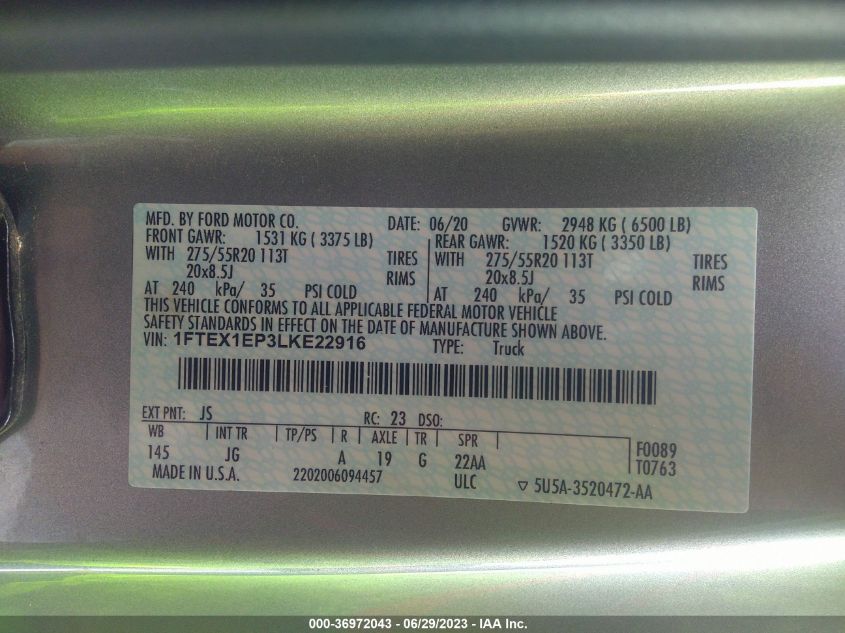 MFD. BY FORD MOTOR CO. DATE: 06/20 GVWR: 2948 KG ( 6500 LB)
FRONT GAWR: 1531 KG ( 3375 LB) REAR GAWR: 1520 KG ( 3350 LB)
WITH 275/55R20 113T TIRES WITH 275/55R20 113T TIRES
20x8.5J RIMS 20x8.5J RIMS
AT 240 kPa/ 35 PSI COLD AT 240 kPa/ 35 PSI COLD
THIS VEHICLE CONFORMS TO ALL APPLICABLE FEDERAL MOTOR VEHICLE
SAFETY STANDARDS IN EFFECT ON THE DATE OF MANUFACTURE SHOWN ABOVE.
VIN: 1FTEX1EP3LKE22916 TYPE: Truck
EXT PNT: JS RC: 23 DSO:
WB INT TR TP/PS R AXLE TR SPR F0089
145 JG A 19 G 22AA T0763
MADE IN U.S.A. 2202006094457 ULC ▽ 5U5A-3520472-AA
000-36972043 - 06/29/2023 - IAA Inc.